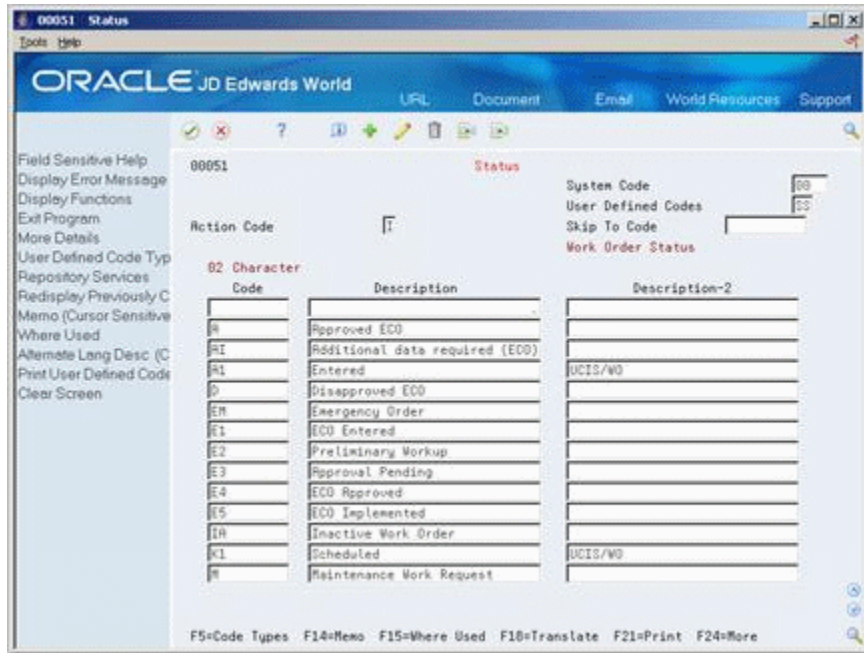 00051 Status
Tools Help
ORACLE JD Edwards World
URL Document Email World Resources Support
Field Sensitive Help
Display Error Message
Display Functions
Exit Program
More Details
User Defined Code Typ
Repository Services
Redisplay Previously C
Memo (Cursor Sensitive
Where Used
Alternate Lang Desc (C
Print User Defined Code
Clear Screen
00051 Status
System Code 00
User Defined Codes SS
Action Code I Skip To Code
Work Order Status
02 Character
Code Description Description-2
.
A Approved ECO
AI Additional data required (ECO)
A1 Entered UCIS/WO
D Disapproved ECO
EM Emergency Order
E1 ECO Entered
E2 Preliminary Workup
E3 Approval Pending
E4 ECO Approved
E5 ECO Implemented
IA Inactive Work Order
K1 Scheduled UCIS/WO
M Maintenance Work Request
F5=Code Types F14=Memo F15=Where Used F18=Translate F21=Print F24=More